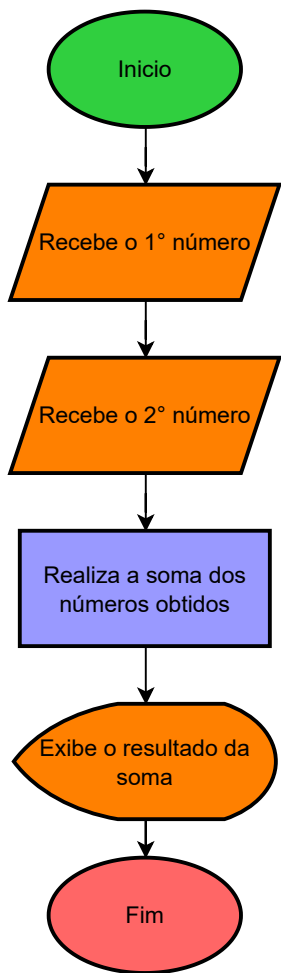 Inicio
Recebe o 1° número
Recebe o 2° número
Realiza a soma dos
números obtidos
Exibe o resultado da
soma
Fim